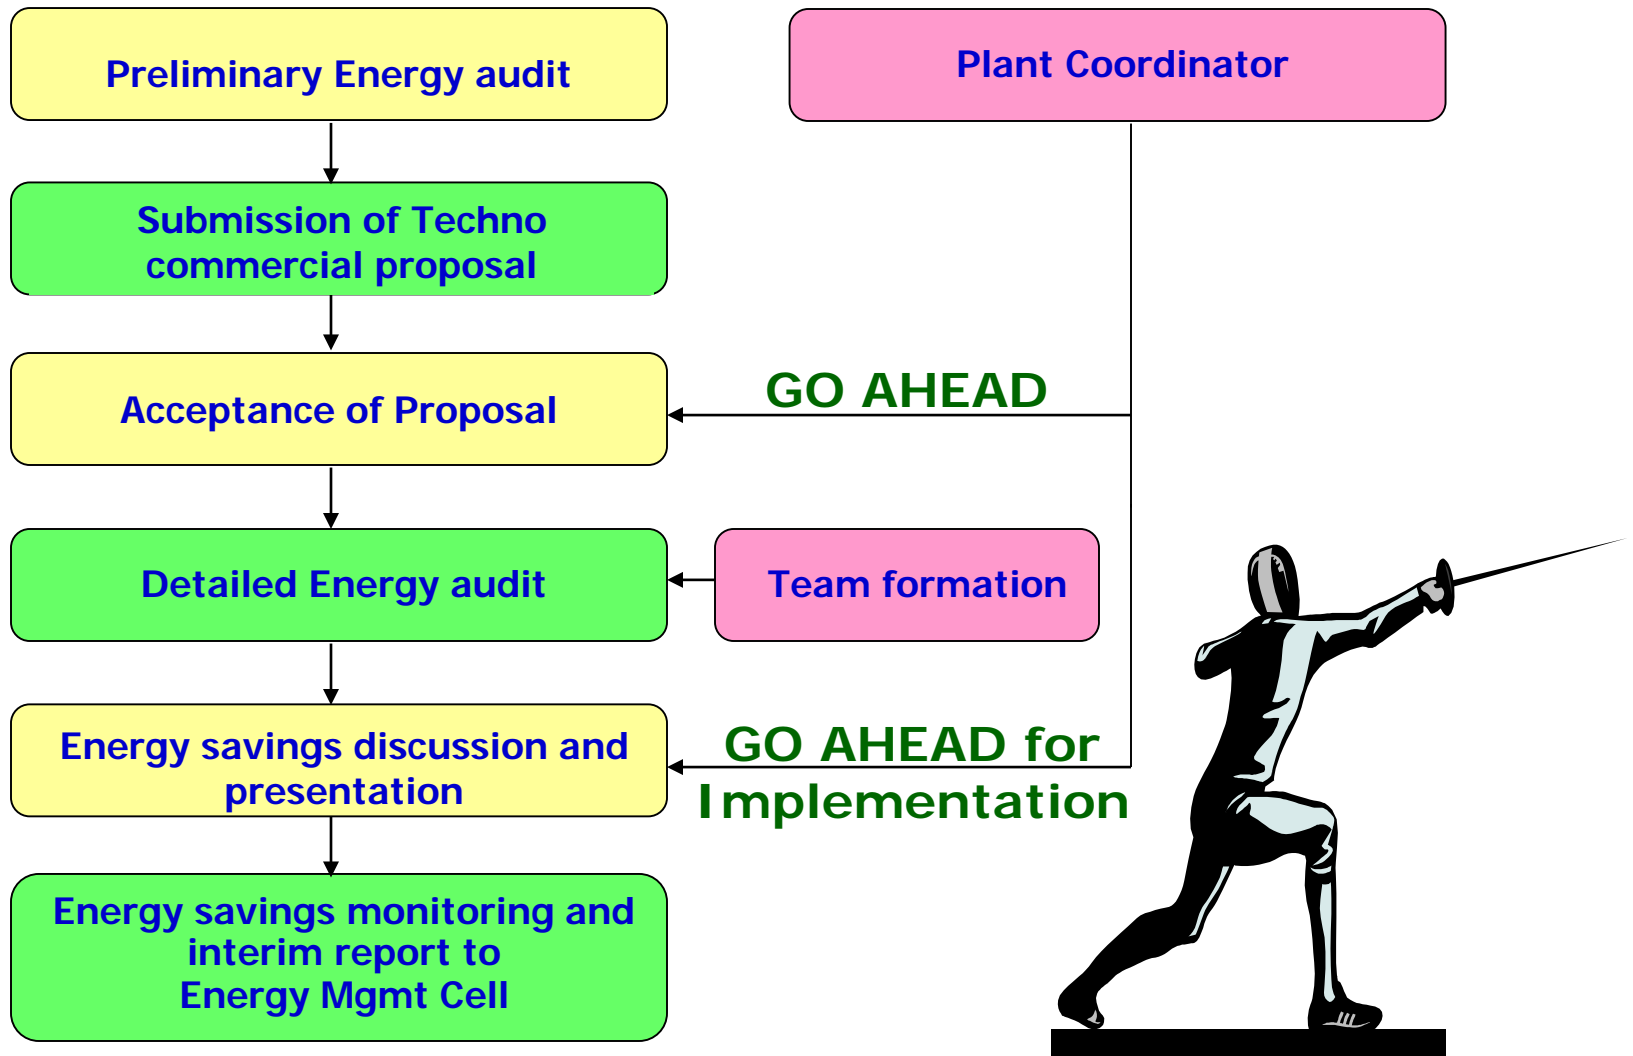 Preliminary Energy audit
Plant Coordinator
Submission of Techno
commercial proposal
Acceptance of Proposal
GO AHEAD
Detailed Energy audit
Team formation
Energy savings discussion and
presentation
GO AHEAD for
Implementation
Energy savings monitoring and
interim report to
Energy Mgmt Cell